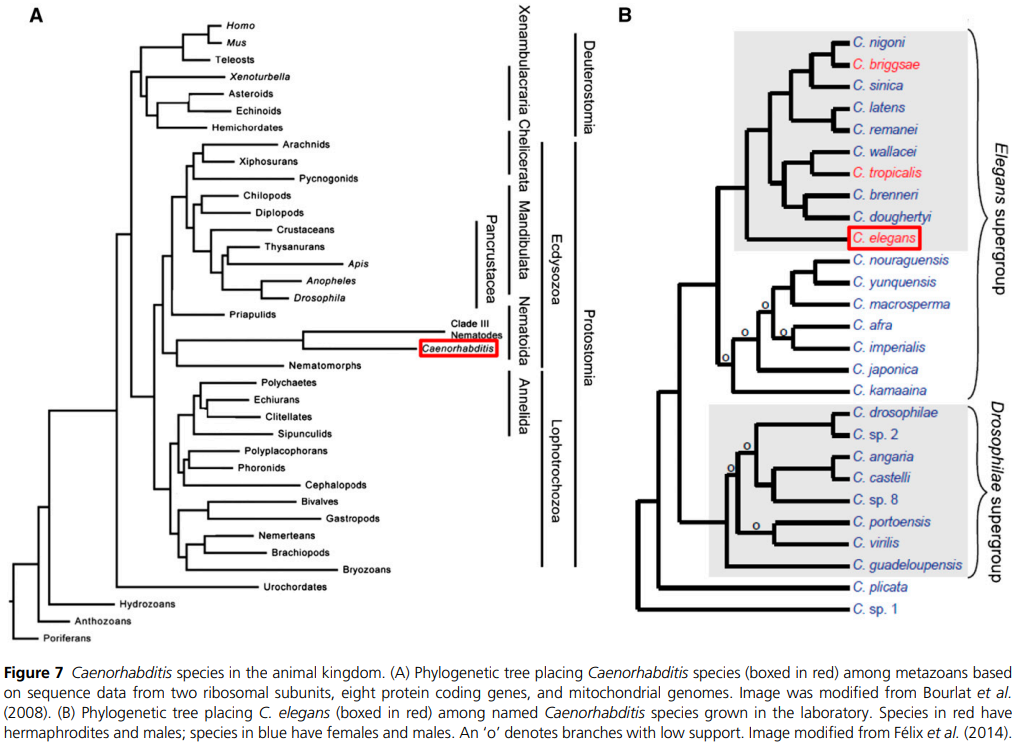 A
Homo
Mus
Teleosts
Xenoturbella
Asteroids
Echinoids
Hemichordates
Arachnids
Xiphosurans
Pycnogonids
Chilopods
Diplopods
Crustaceans
Thysanurans
Apis
Anopheles
Drosophila
Priapulids
Clade III
Nematodes
Caenorhabditis
Nematomorphs
Polychaetes
Echiurans
Clitellates
Sipunculids
Polyplacophorans
Phoronids
Cephalopods
Bivalves
Gastropods
Nemerteans
Brachiopods
Bryozoans
Urochordates
Hydrozoans
Anthozoans
Poriferans
Xenambulacraria
Chelicerata
Mandibulata
Pancrustacea
Nematoida
Annelida
Ecdysozoa
Lophotrochozoa
Deuterostomia
Protostomia
B
C. nigoni
C. briggsae
C. sinica
C. latens
C. remanei
C. wallacei
C. tropicalis
C. brenneri
C. doughertyi
C. elegans
C. nouraguensis
C. yunquensis
C. macrosperma
C. afra
C. imperialis
C. japonica
C. kamaaina
C. drosophilae
C. sp. 2
C. angaria
C. castelli
C. sp. 8
C. portoensis
C. virilis
C. guadeloupensis
C. plicata
C. sp. 1
o
o
o
o
o
o
o
Elegans supergroup
Drosophilae supergroup
Figure 7 Caenorhabditis species in the animal kingdom. (A) Phylogenetic tree placing Caenorhabditis species (boxed in red) among metazoans based
on sequence data from two ribosomal subunits, eight protein coding genes, and mitochondrial genomes. Image was modified from Bourlat et al.
(2008). (B) Phylogenetic tree placing C. elegans (boxed in red) among named Caenorhabditis species grown in the laboratory. Species in red have
hermaphrodites and males; species in blue have females and males. An 'o' denotes branches with low support. Image modified from Félix et al. (2014).